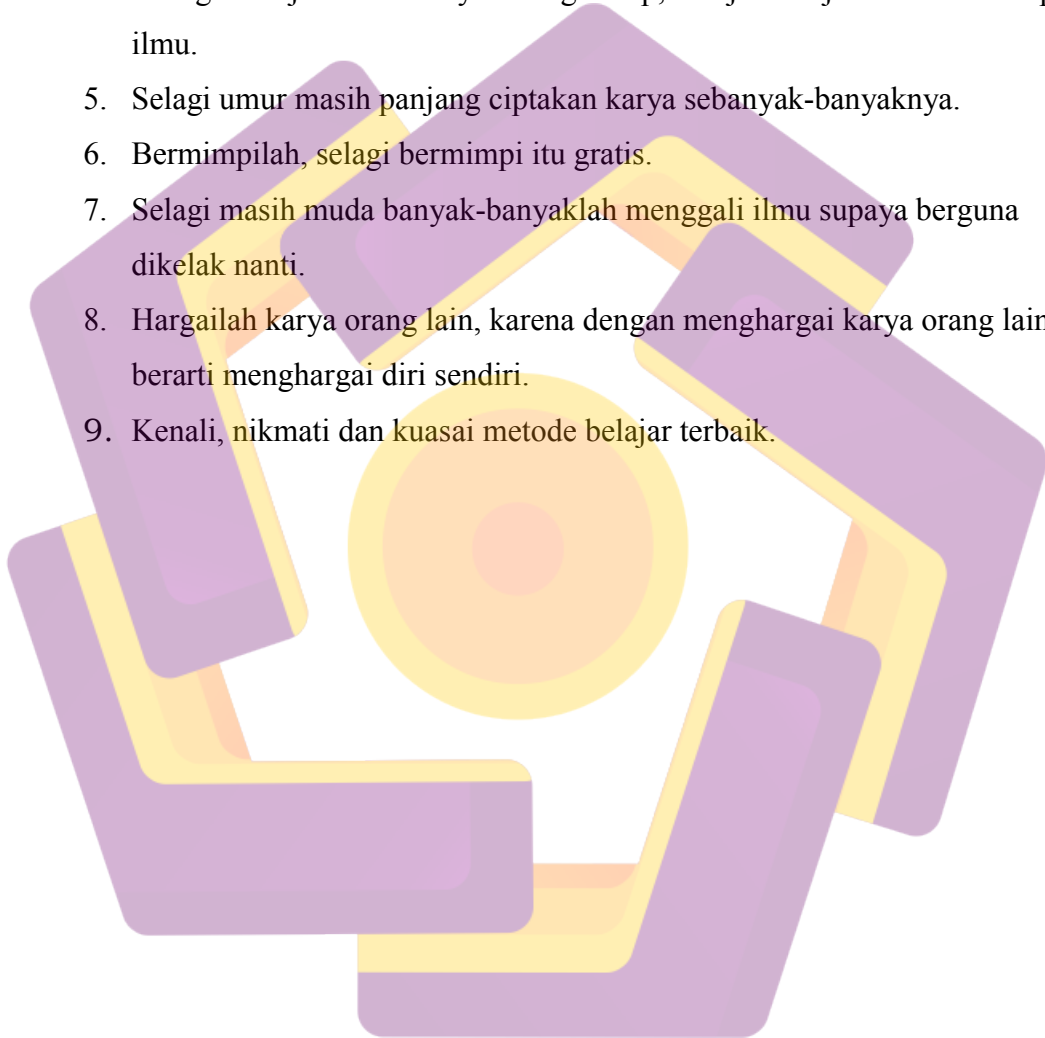 ilmu.
5. Selagi umur masih panjang ciptakan karya sebanyak-banyaknya.
6. Bermimpilah, selagi bermimpi itu gratis.
7. Selagi masih muda banyak-banyaklah menggali ilmu supaya berguna
dikelak nanti.
8. Hargailah karya orang lain, karena dengan menghargai karya orang lain
berarti menghargai diri sendiri.
9. Kenali, nikmati dan kuasai metode belajar terbaik.